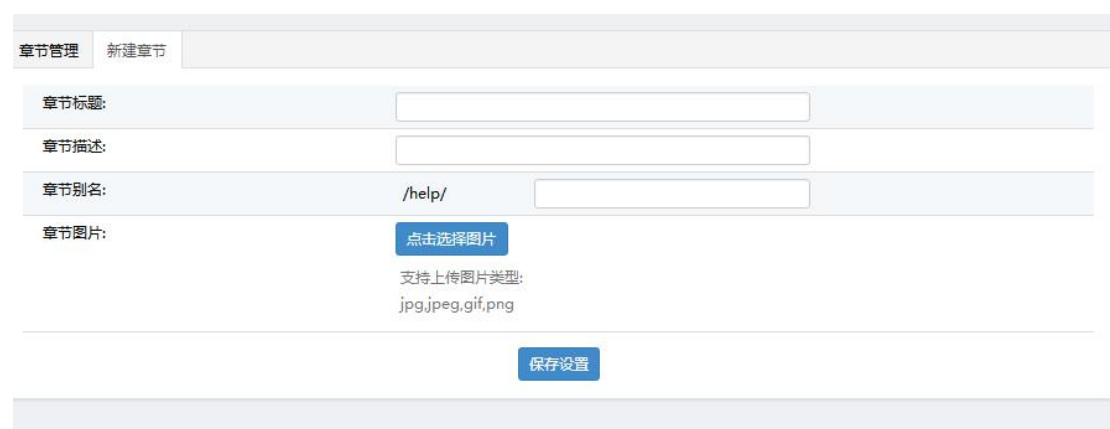 章节管理 新建章节
章节标题:
章节描述:
章节别名: /help/
章节图片: 点击选择图片
支持上传图片类型:
jpg,jpeg,gif,png
保存设置